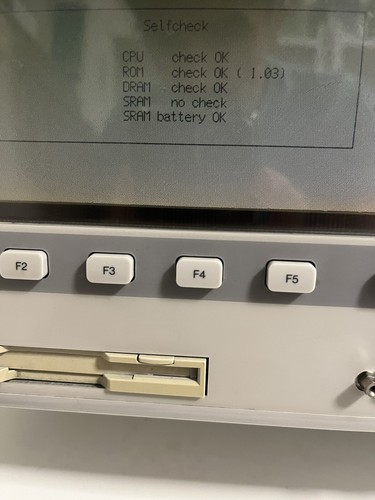 Selfcheck
CPU check OK
ROM check OK ( 1.03)
DRAM check OK
SRAM no check
SRAM battery OK
F2
F3
F4
F5